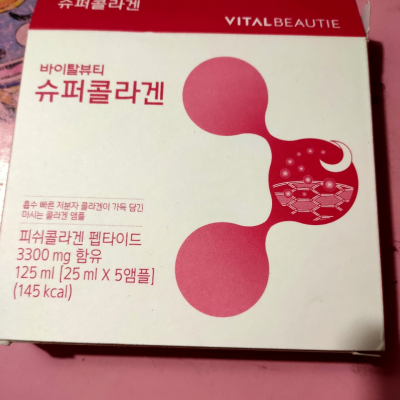 슈퍼콜라겐
VITALBEAUTIE
바이탈뷰티
슈퍼콜라겐
흡수 빠른 저분자 콜라겐이 가득 담긴
마시는 콜라겐 앰플
피쉬콜라겐 펩타이드
3300 mg 함유
125 ml [25 ml X 5앰플]
(145 kcal)